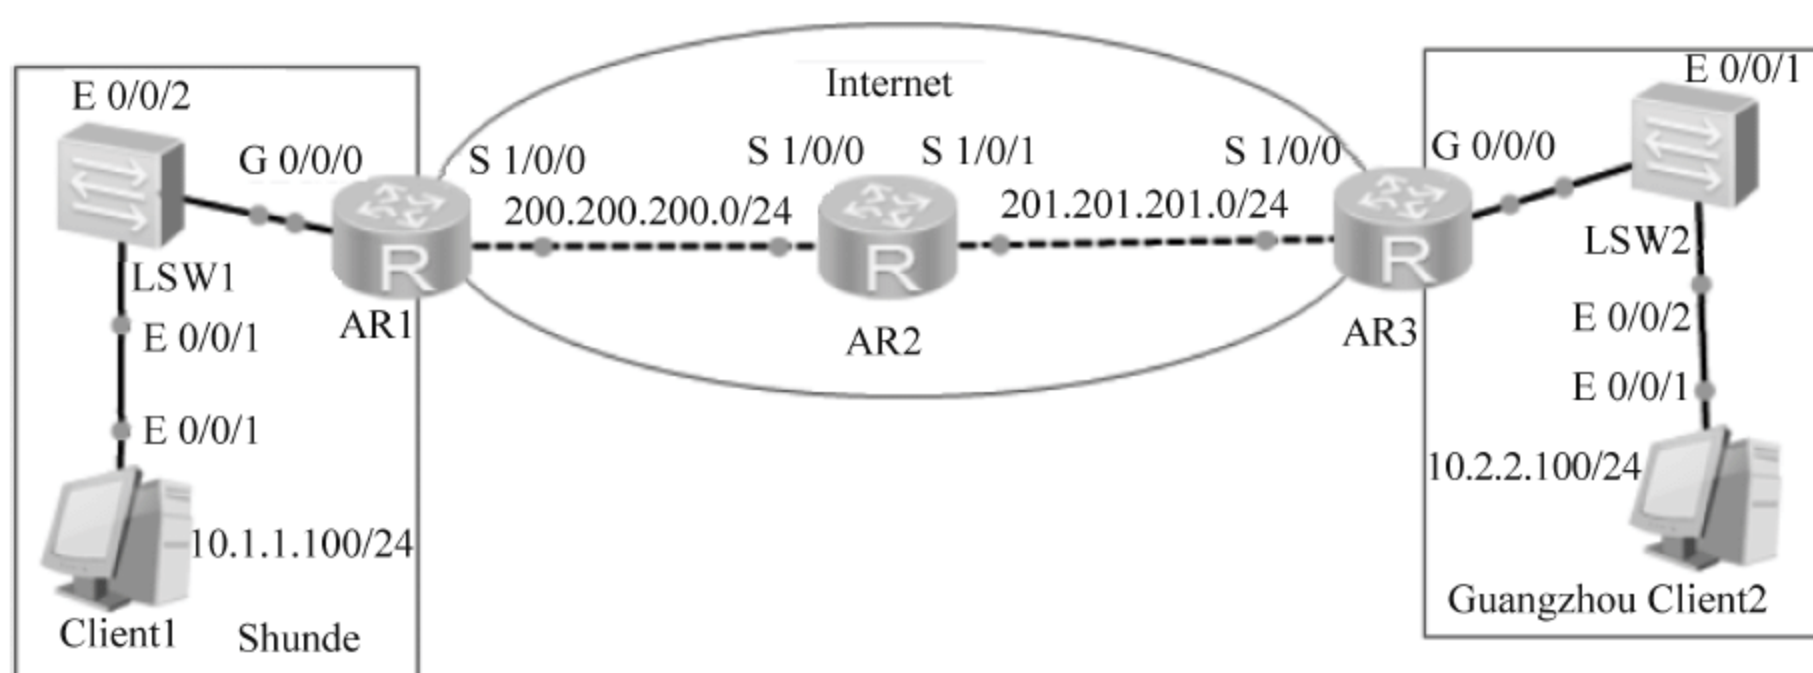 Internet
E 0/0/2
G 0/0/0
S 1/0/0
200.200.200.0/24
S 1/0/0
S 1/0/1
201.201.201.0/24
S 1/0/0
G 0/0/0
E 0/0/1
LSW1
R
AR1
R
AR2
R
AR3
LSW2
E 0/0/1
E 0/0/2
E 0/0/1
E 0/0/1
10.1.1.100/24
10.2.2.100/24
Client1
Shunde
Guangzhou Client2